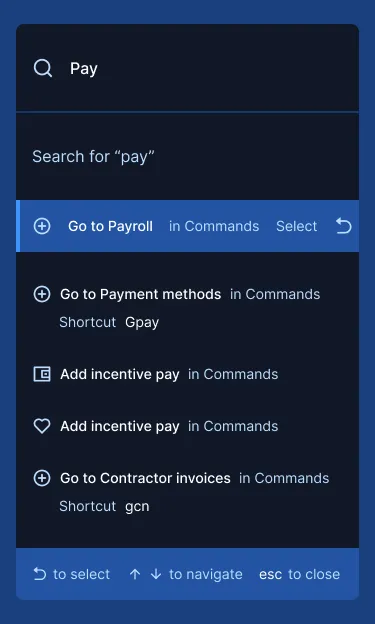 Pay
Search for “pay”
Go to Payroll in Commands Select
Go to Payment methods in Commands
Shortcut Gpay
Add incentive pay in Commands
Add incentive pay in Commands
Go to Contractor invoices in Commands
Shortcut gcn
to select ↑ ↓ to navigate esc to close